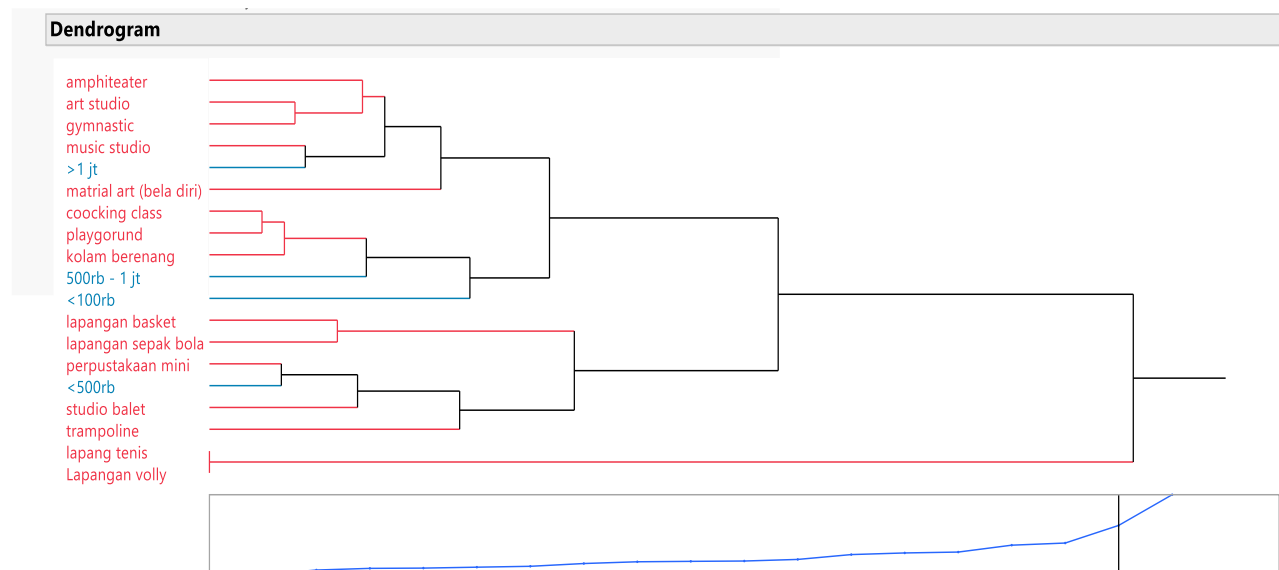 Dendrogram
amphiteater
art studio
gymnastic
music studio
>1 jt
matrial art (bela diri)
coocking class
playgorund
kolam berenang
500rb - 1 jt
<100rb
lapangan basket
lapangan sepak bola
perpustakaan mini
<500rb
studio balet
trampoline
lapang tenis
Lapangan volly